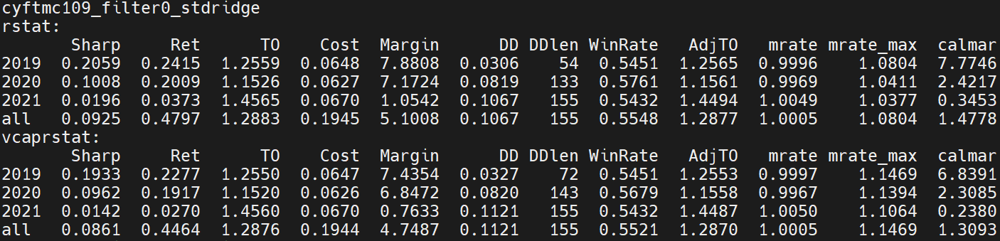 cyftmc109_filter0_stdridge
rstat:
Sharp Ret TO Cost Margin DD DDlen WinRate AdjTO mrate mrate_max calmar
2019 0.2059 0.2415 1.2559 0.0648 7.8808 0.0306 54 0.5451 1.2565 0.9996 1.0804 7.7746
2020 0.1008 0.2009 1.1526 0.0627 7.1724 0.0819 133 0.5761 1.1561 0.9969 1.0411 2.4217
2021 0.0196 0.0373 1.4565 0.0670 1.0542 0.1067 155 0.5432 1.4494 1.0049 1.0377 0.3453
all 0.0925 0.4797 1.2883 0.1945 5.1008 0.1067 155 0.5548 1.2877 1.0005 1.0804 1.4778
vcaprstat:
Sharp Ret TO Cost Margin DD DDlen WinRate AdjTO mrate mrate_max calmar
2019 0.1933 0.2277 1.2550 0.0647 7.4354 0.0327 72 0.5451 1.2553 0.9997 1.1469 6.8391
2020 0.0962 0.1917 1.1520 0.0626 6.8472 0.0820 143 0.5679 1.1558 0.9967 1.1394 2.3085
2021 0.0142 0.0270 1.4560 0.0670 0.7633 0.1121 155 0.5432 1.4487 1.0050 1.1064 0.2380
all 0.0861 0.4464 1.2876 0.1944 4.7487 0.1121 155 0.5521 1.2870 1.0005 1.1469 1.3093